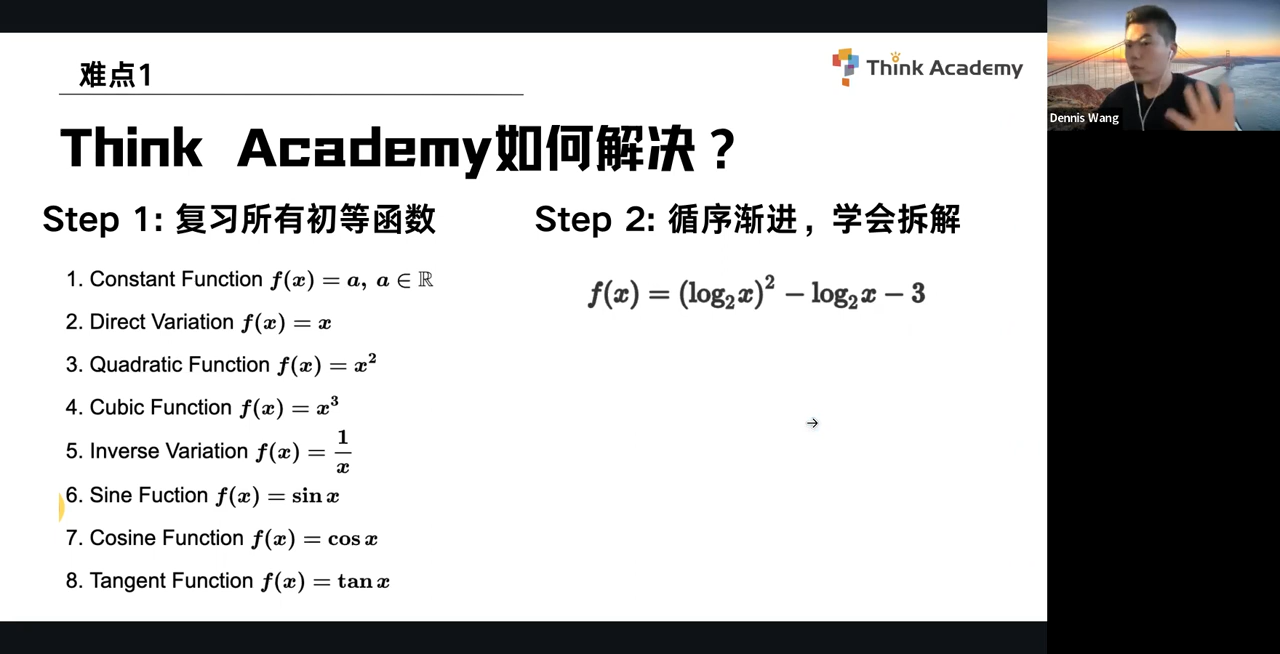 难点1
Think Academy
Think Academy如何解决？
Step 1: 复习所有初等函数
1. Constant Function f(x) = a, a ∈ ℝ
2. Direct Variation f(x) = x
3. Quadratic Function f(x) = x²
4. Cubic Function f(x) = x³
5. Inverse Variation f(x) = 1/x
6. Sine Fuction f(x) = sin x
7. Cosine Function f(x) = cos x
8. Tangent Function f(x) = tan x
Step 2: 循序渐进，学会拆解
f(x) = (log₂x)² − log₂x − 3
Dennis Wang